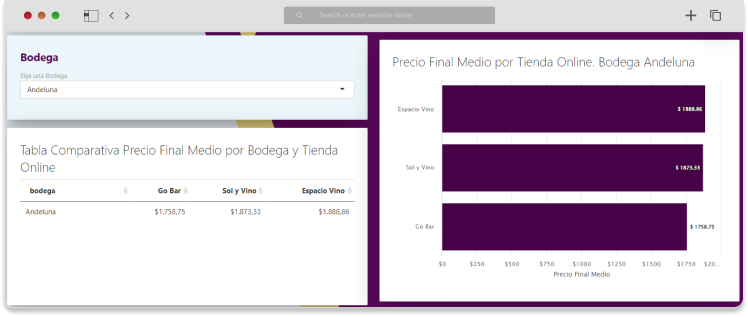 Search or enter website name
Bodega
Elija una Bodega
Andeluna
Tabla Comparativa Precio Final Medio por Bodega y Tienda
Online
bodega Go Bar Sol y Vino Espacio Vino
Andeluna $1.758,75 $1.873,33 $1.888,86
Precio Final Medio por Tienda Online. Bodega Andeluna
Espacio Vino $ 1888.86
Sol y Vino $ 1873.33
Go Bar $ 1758.75
$0 $250 $500 $750 $1000 $1250 $1500 $1750 $20...
Precio Final Medio